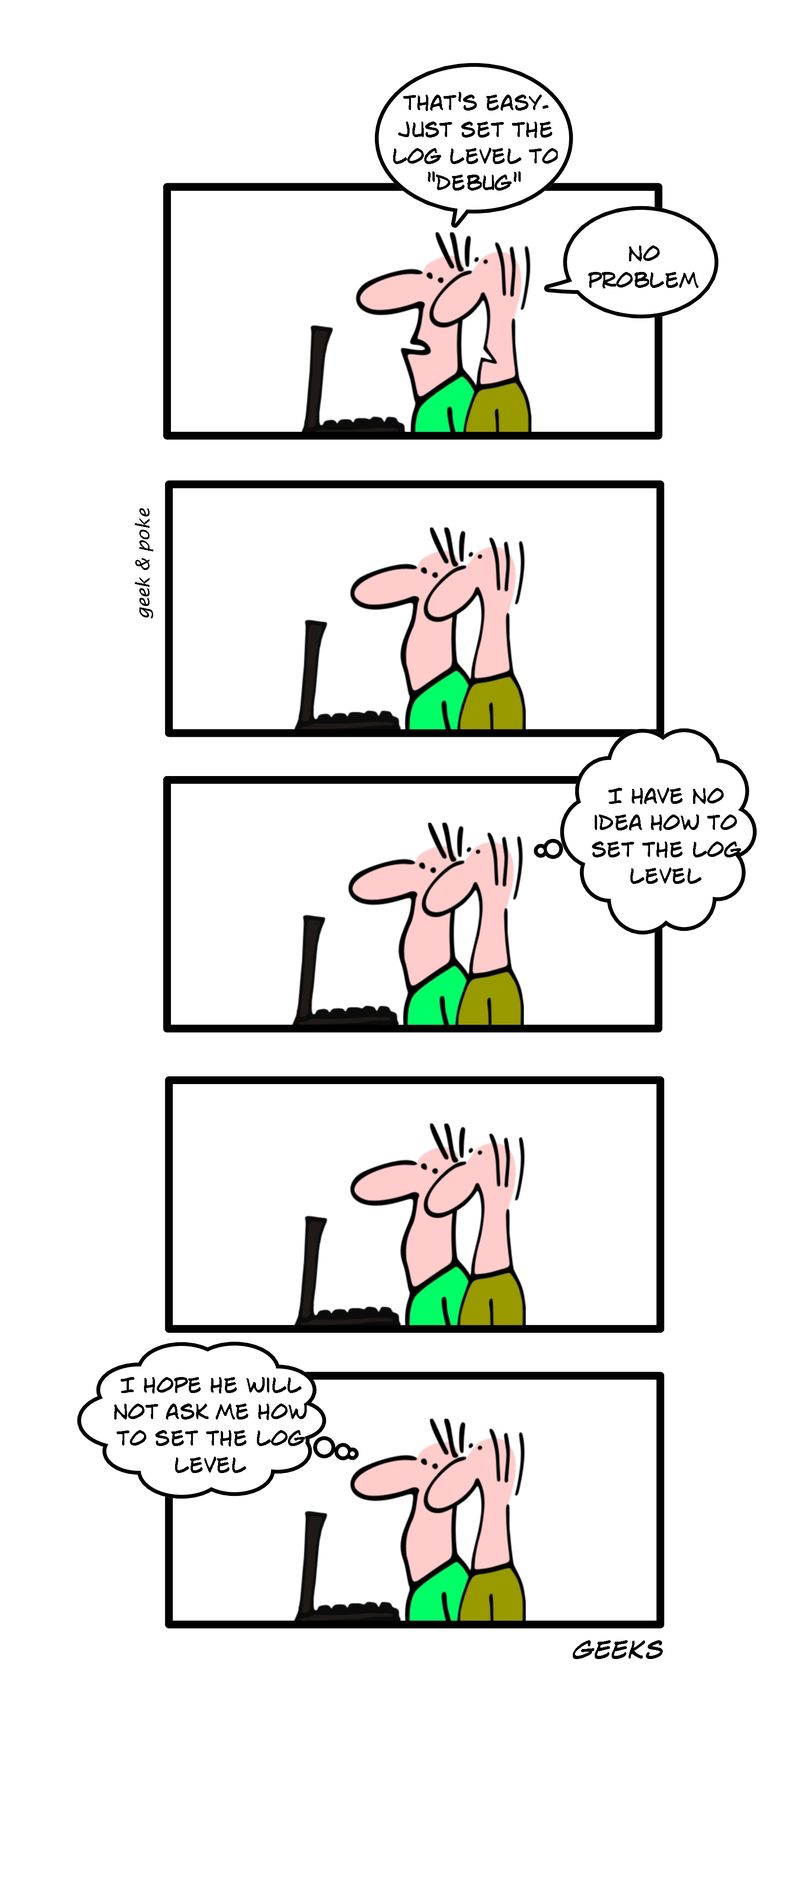 THAT'S EASY-
JUST SET THE
LOG LEVEL TO
"DEBUG"
NO
PROBLEM
geek & poke
I HAVE NO
IDEA HOW TO
SET THE LOG
LEVEL
I HOPE HE WILL
NOT ASK ME HOW
TO SET THE LOG
LEVEL
GEEKS